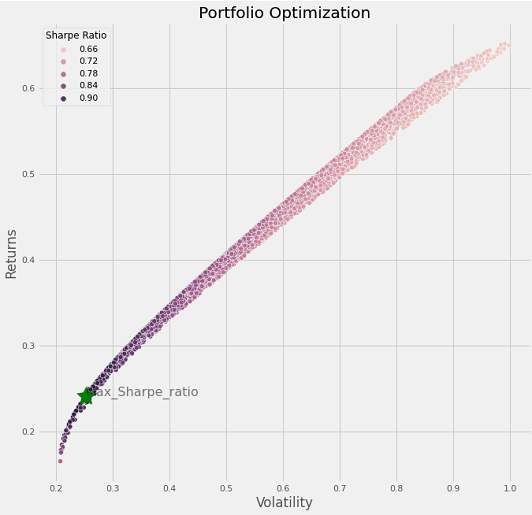 Portfolio Optimization
Sharpe Ratio
0.66
0.72
0.78
0.84
0.90
Returns
0.6
0.5
0.4
0.3
0.2
Max_Sharpe_ratio
0.2 0.3 0.4 0.5 0.6 0.7 0.8 0.9 1.0
Volatility